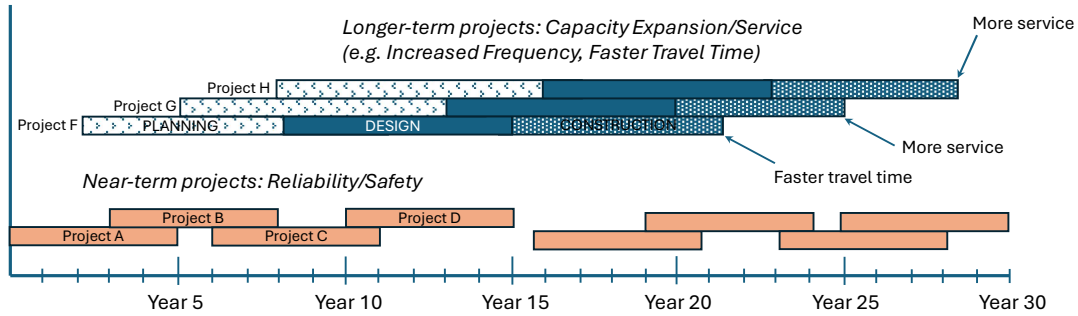 Longer-term projects: Capacity Expansion/Service
(e.g. Increased Frequency, Faster Travel Time)
More service
Project H
Project G
Project F
PLANNING
DESIGN
CONSTRUCTION
More service
Faster travel time
Near-term projects: Reliability/Safety
Project B
Project D
Project A
Project C
Year 5
Year 10
Year 15
Year 20
Year 25
Year 30